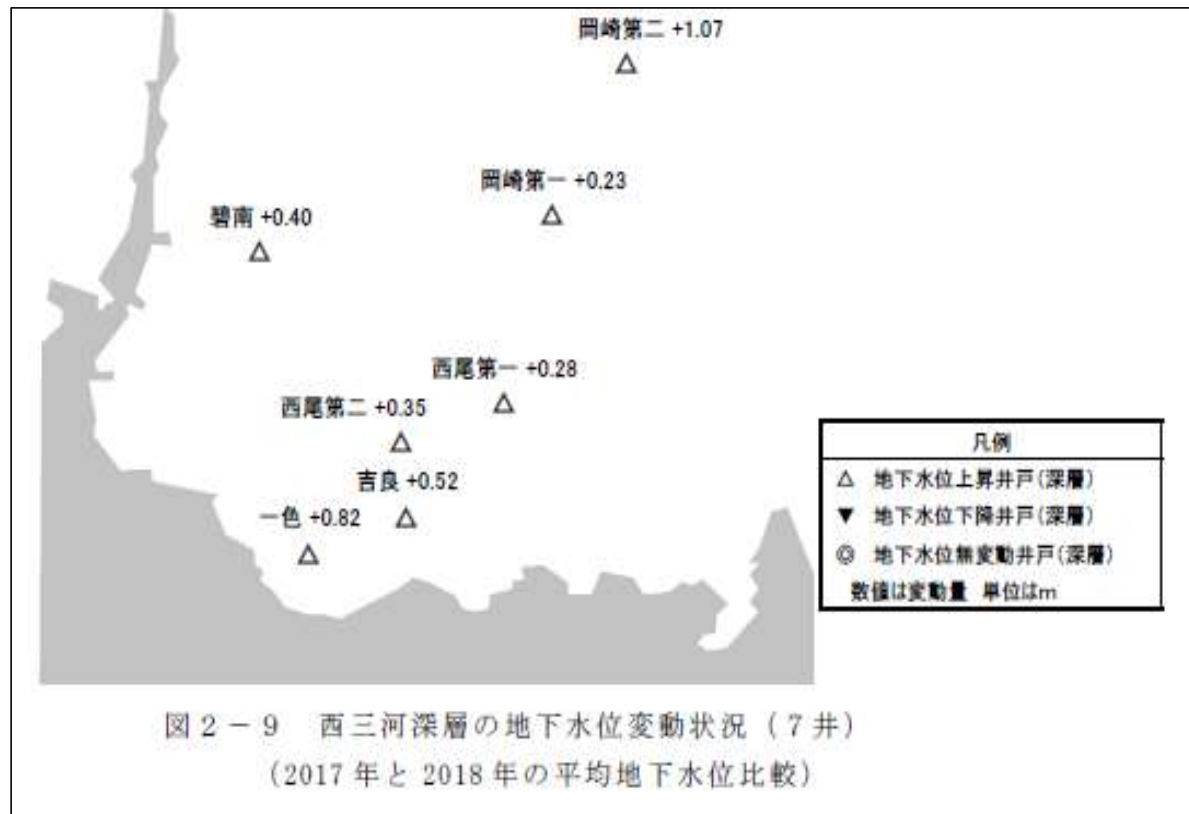 岡崎第二 +1.07
岡崎第一 +0.23
碧南 +0.40
西尾第一 +0.28
西尾第二 +0.35
吉良 +0.52
一色 +0.82
凡例
△ 地下水位上昇井戸(深層)
▼ 地下水位下降井戸(深層)
◎ 地下水位無変動井戸(深層)
数値は変動量 単位はm
図2-9 西三河深層の地下水位変動状況(7井)
(2017年と2018年の平均地下水位比較)